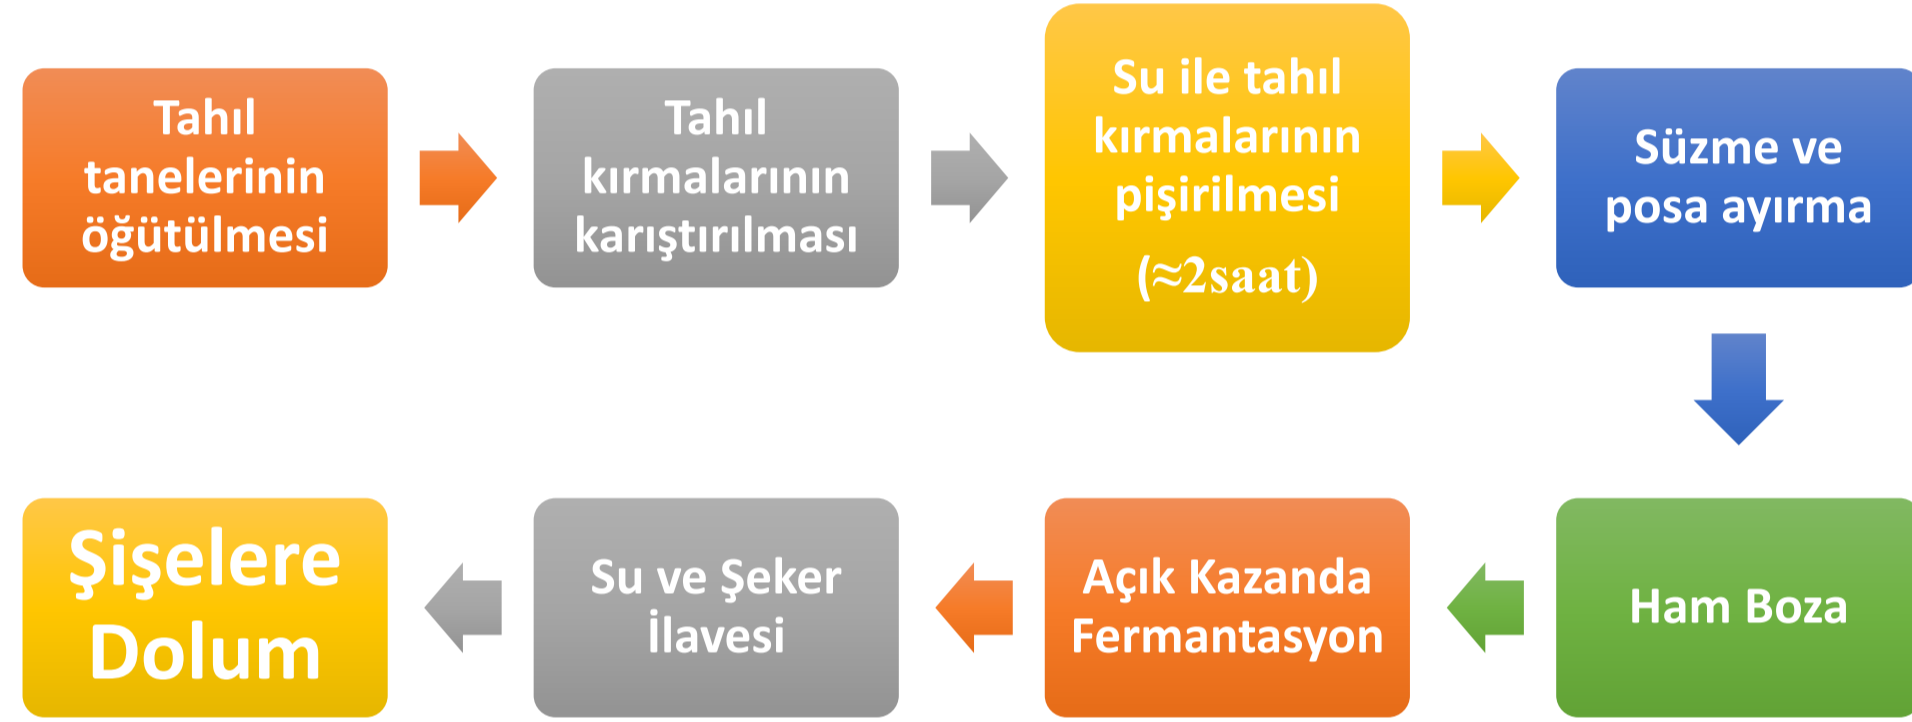 Tahıl
tanelerinin
öğütülmesi
Tahıl
kırmalarının
karıştırılması
Su ile tahıl
kırmalarının
pişirilmesi
(≈2saat)
Süzme ve
posa ayırma
Ham Boza
Açık Kazanda
Fermantasyon
Su ve Şeker
İlavesi
Şişelere
Dolum